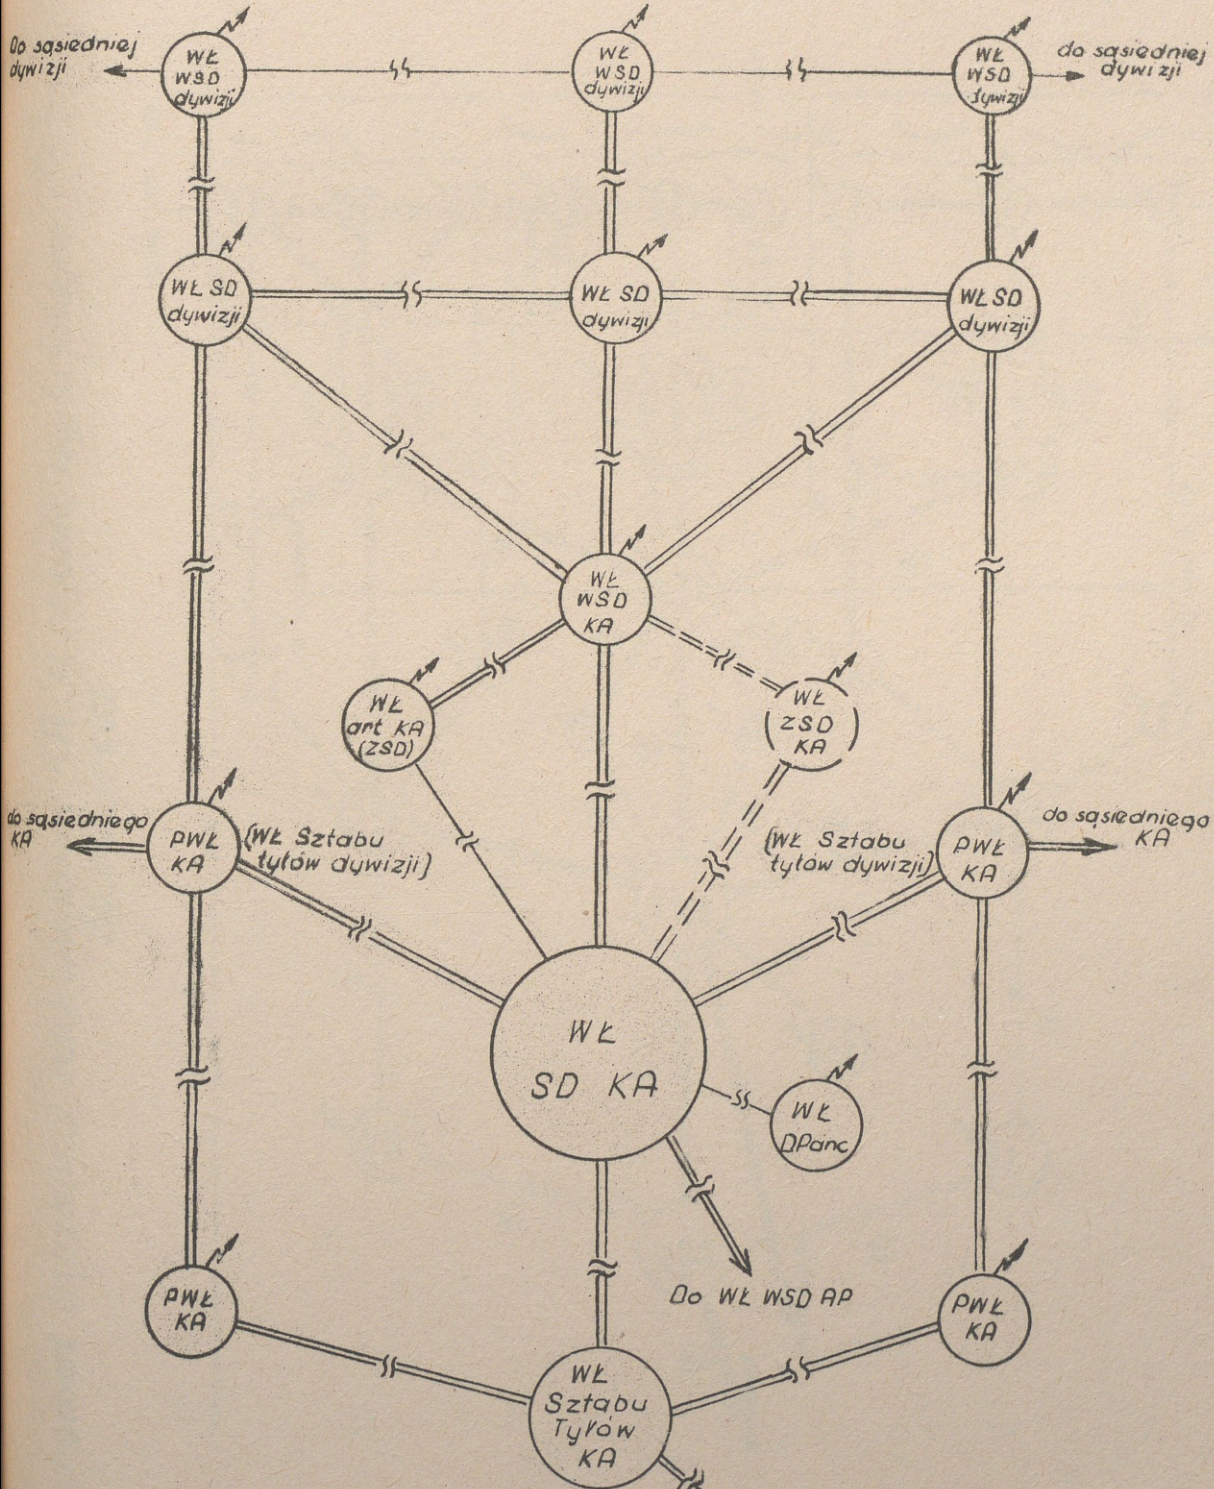 Do sąsiedniej
dywizji
WŁ
WSD
dywizji
WŁ
WSD
dywizji
WŁ
WSD
dywizji
do sąsiedniej
dywizji
WŁ SD
dywizji
WŁ SD
dywizji
WŁ SD
dywizji
WŁ
WSD
KA
WŁ
art KA
(ZSD)
WŁ
ZSD
KA
do sąsiedniego
KA
PWŁ
KA
(WŁ Sztabu
tyłów dywizji)
(WŁ Sztabu
tyłów dywizji)
PWŁ
KA
do sąsiedniego
KA
WŁ
SD KA
WŁ
DPanc
Do WŁ WSD AP
PWŁ
KA
PWŁ
KA
WŁ
Sztabu
Tyłów
KA